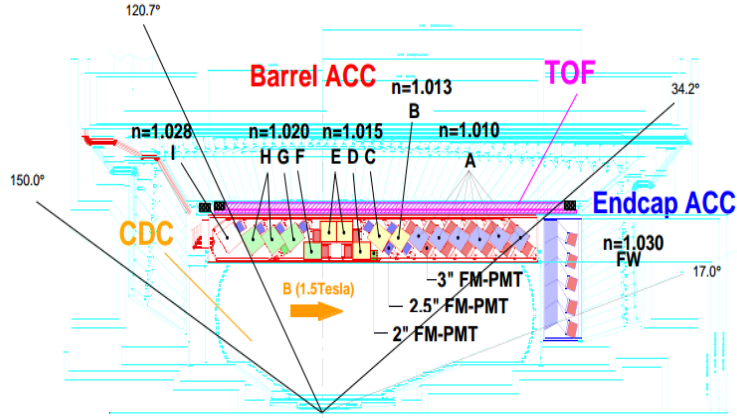 120.7°
Barrel ACC
n=1.013
B
TOF
34.2°
n=1.028
I
n=1.020
H G F
n=1.015
E D C
n=1.010
A
150.0°
CDC
Endcap ACC
n=1.030
FW
17.0°
B (1.5Tesla)
3" FM-PMT
2.5" FM-PMT
2" FM-PMT